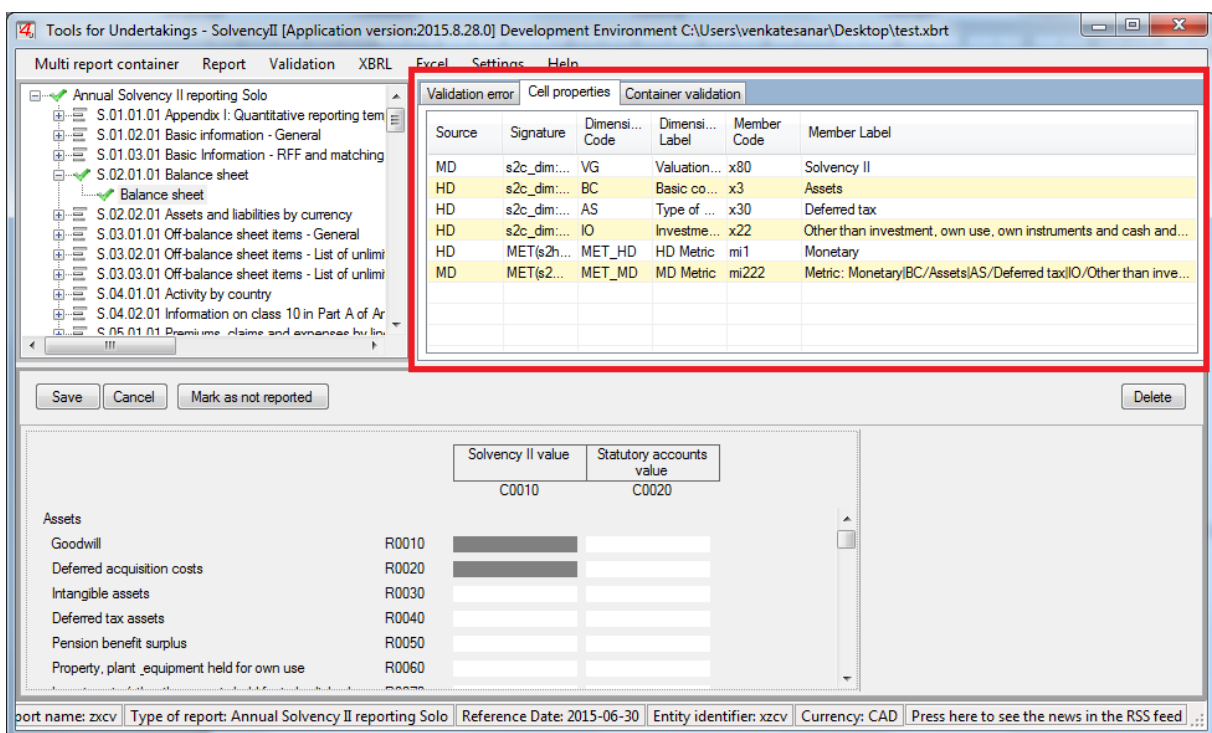 Tools for Undertakings - SolvencyII [Application version:2015.8.28.0] Development Environment C:\Users\venkatesanar\Desktop\test.xbrt
Multi report container Report Validation XBRL Excel Settings Help
Annual Solvency II reporting Solo
S.01.01.01 Appendix I: Quantitative reporting tem
S.01.02.01 Basic information - General
S.01.03.01 Basic Information - RFF and matching
S.02.01.01 Balance sheet
Balance sheet
S.02.02.01 Assets and liabilities by currency
S.03.01.01 Off-balance sheet items - General
S.03.02.01 Off-balance sheet items - List of unlimi
S.03.03.01 Off-balance sheet items - List of unlimi
S.04.01.01 Activity by country
S.04.02.01 Information on class 10 in Part A of Ar
S.05.01.01 Premiums, claims and expenses by lin
Validation error Cell properties Container validation
Source Signature Dimensi... Code Dimensi... Label Member Code Member Label
MD s2c_dim:... VG Valuation... x80 Solvency II
HD s2c_dim:... BC Basic co... x3 Assets
HD s2c_dim:... AS Type of ... x30 Deferred tax
HD s2c_dim:... IO Investme... x22 Other than investment, own use, own instruments and cash and...
HD MET(s2h... MET_HD HD Metric mi1 Monetary
MD MET(s2... MET_MD MD Metric mi222 Metric: Monetary|BC/Assets|AS/Deferred tax|IO/Other than inve...
Save Cancel Mark as not reported Delete
Solvency II value Statutory accounts value
C0010 C0020
Assets
Goodwill R0010
Deferred acquisition costs R0020
Intangible assets R0030
Deferred tax assets R0040
Pension benefit surplus R0050
Property, plant _equipment held for own use R0060
port name: zxcv Type of report: Annual Solvency II reporting Solo Reference Date: 2015-06-30 Entity identifier: xzcv Currency: CAD Press here to see the news in the RSS feed